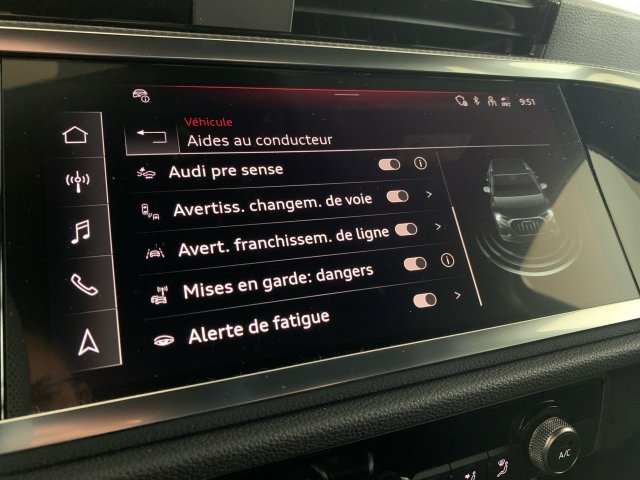 9:51
Véhicule
Aides au conducteur
Audi pre sense
Avertiss. changem. de voie
Avert. franchissem. de ligne
Mises en garde: dangers
Alerte de fatigue
A/C